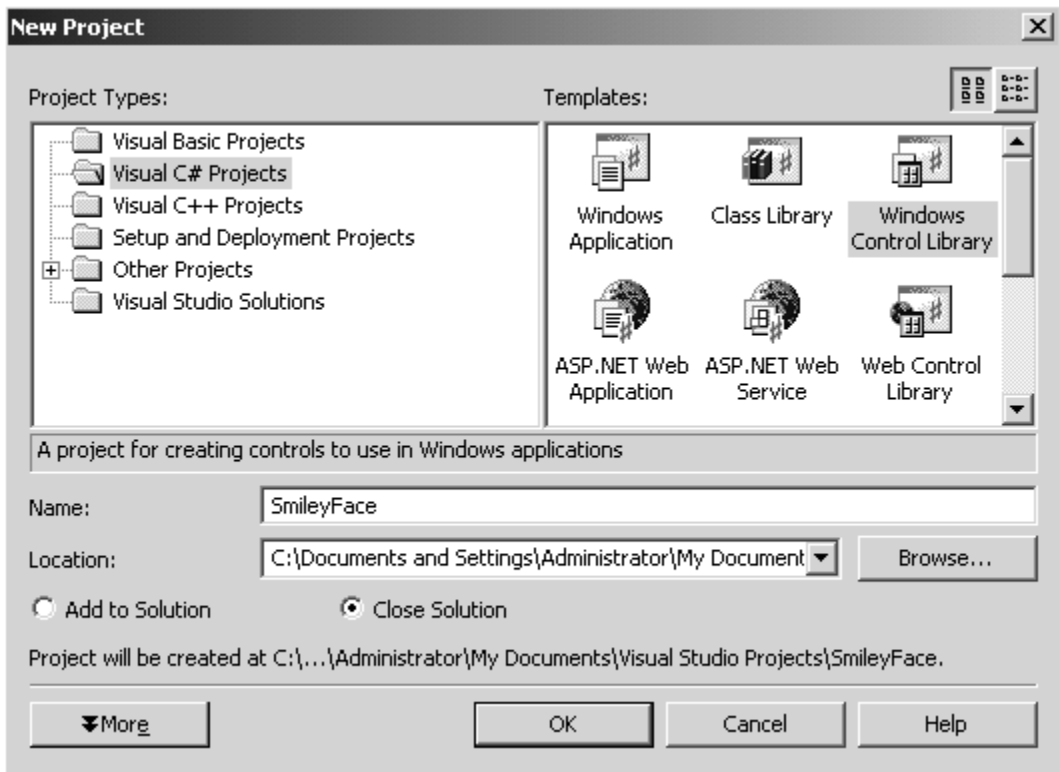 New Project
Project Types:
Templates:
Visual Basic Projects
Visual C# Projects
Visual C++ Projects
Setup and Deployment Projects
Other Projects
Visual Studio Solutions
Windows
Application
Class Library
Windows
Control Library
ASP.NET Web
Application
ASP.NET Web
Service
Web Control
Library
A project for creating controls to use in Windows applications
Name:
SmileyFace
Location:
C:\Documents and Settings\Administrator\My Document
Browse...
Add to Solution
Close Solution
Project will be created at C:\...\Administrator\My Documents\Visual Studio Projects\SmileyFace.
More
OK
Cancel
Help